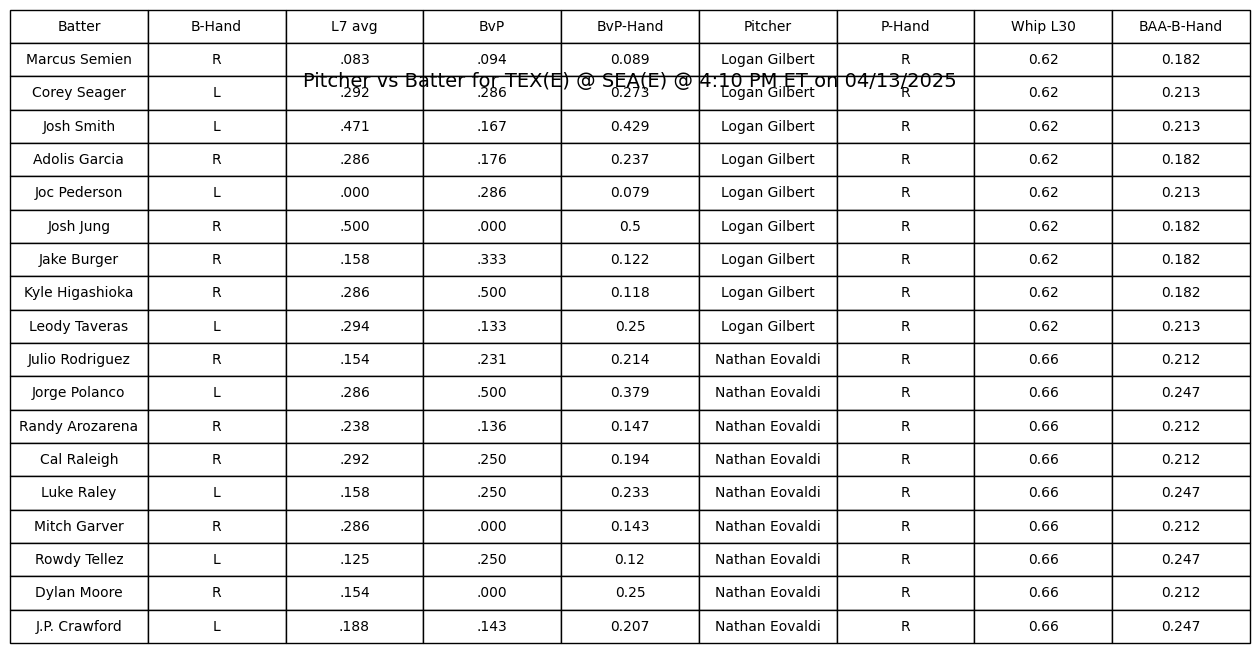 Batter B-Hand L7 avg BvP BvP-Hand Pitcher P-Hand Whip L30 BAA-B-Hand
Marcus Semien R .083 .094 0.089 Logan Gilbert R 0.62 0.182
Pitcher vs Batter for TEX(E) @ SEA(E) @ 4:10 PM ET on 04/13/2025
Corey Seager L .292 .286 0.273 Logan Gilbert R 0.62 0.213
Josh Smith L .471 .167 0.429 Logan Gilbert R 0.62 0.213
Adolis Garcia R .286 .176 0.237 Logan Gilbert R 0.62 0.182
Joc Pederson L .000 .286 0.079 Logan Gilbert R 0.62 0.213
Josh Jung R .500 .000 0.5 Logan Gilbert R 0.62 0.182
Jake Burger R .158 .333 0.122 Logan Gilbert R 0.62 0.182
Kyle Higashioka R .286 .500 0.118 Logan Gilbert R 0.62 0.182
Leody Taveras L .294 .133 0.25 Logan Gilbert R 0.62 0.213
Julio Rodriguez R .154 .231 0.214 Nathan Eovaldi R 0.66 0.212
Jorge Polanco L .286 .500 0.379 Nathan Eovaldi R 0.66 0.247
Randy Arozarena R .238 .136 0.147 Nathan Eovaldi R 0.66 0.212
Cal Raleigh R .292 .250 0.194 Nathan Eovaldi R 0.66 0.212
Luke Raley L .158 .250 0.233 Nathan Eovaldi R 0.66 0.247
Mitch Garver R .286 .000 0.143 Nathan Eovaldi R 0.66 0.212
Rowdy Tellez L .125 .250 0.12 Nathan Eovaldi R 0.66 0.247
Dylan Moore R .154 .000 0.25 Nathan Eovaldi R 0.66 0.212
J.P. Crawford L .188 .143 0.207 Nathan Eovaldi R 0.66 0.247